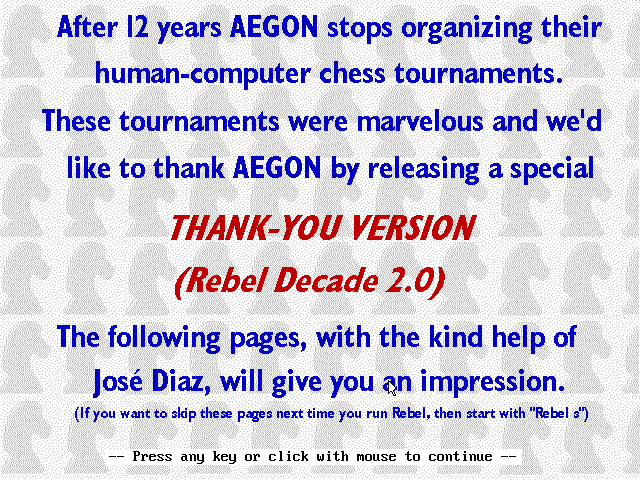 After 12 years AEGON stops organizing their
human-computer chess tournaments.
These tournaments were marvelous and we'd
like to thank AEGON by releasing a special
THANK-YOU VERSION
(Rebel Decade 2.0)
The following pages, with the kind help of
José Diaz, will give you an impression.
(If you want to skip these pages next time you run Rebel, then start with "Rebel s")
-- Press any key or click with mouse to continue --